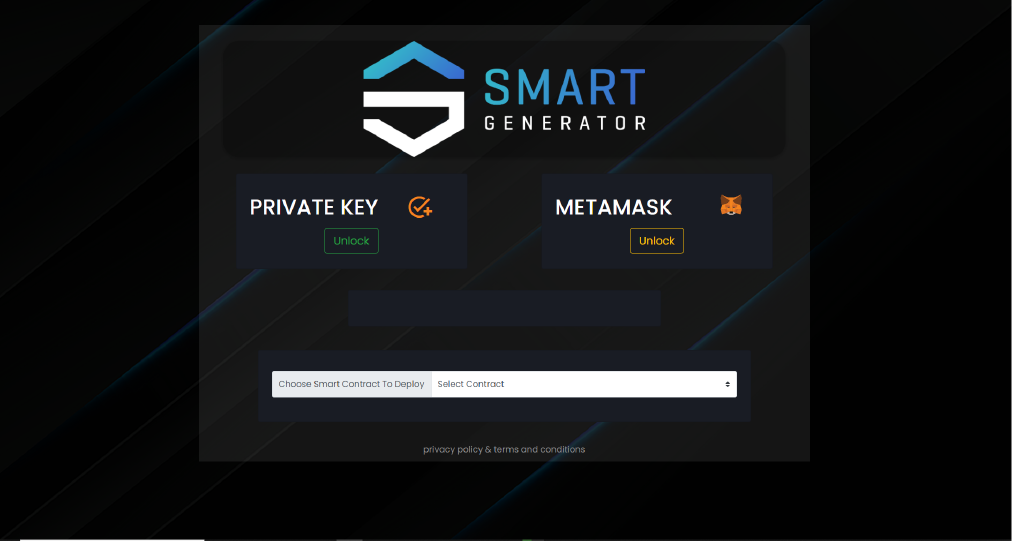 SMART
GENERATOR
PRIVATE KEY
Unlock
METAMASK
Unlock
Choose Smart Contract To Deploy
Select Contract
privacy policy & terms and conditions